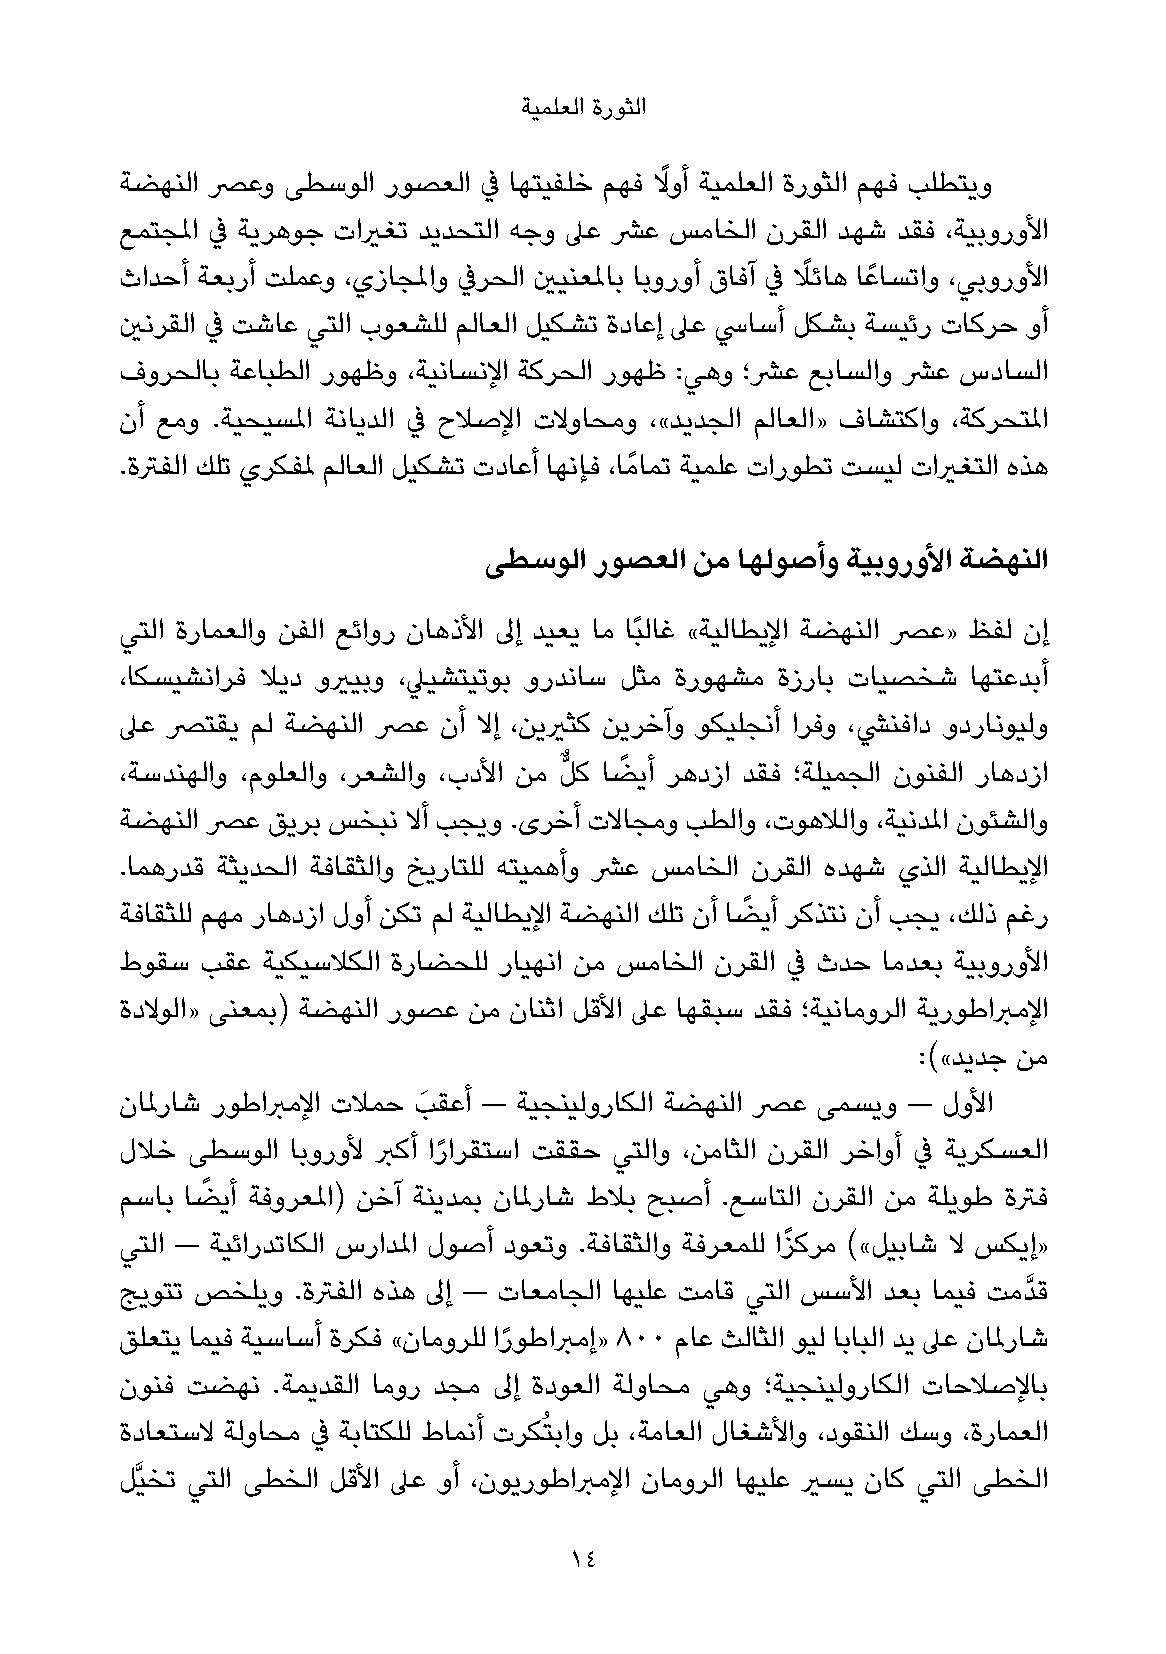 الثورة العلمية
ويتطلب فهم الثورة العلمية أولًا فهم خلفيتها في العصور الوسطى وعصر النهضة
الأوروبية، فقد شهد القرن الخامس عشر على وجه التحديد تغيرات جوهرية في المجتمع
الأوروبي، واتساعًا هائلًا في آفاق أوروبا بالمعنيين الحرفي والمجازي، وعملت أربعة أحداث
أو حركات رئيسية بشكل أساسي على إعادة تشكيل العالم للشعوب التي عاشت في القرنين
السادس عشر والسابع عشر؛ وهي: ظهور الحركة الإنسانية، وظهور الطباعة بالحروف
المتحركة، واكتشاف «العالم الجديد»، ومحاولات الإصلاح في الديانة المسيحية. ومع أن
هذه التغيرات ليست تطورات علمية تمامًا، فإنها أعادت تشكيل العالم لمفكري تلك الفترة.
النهضة الأوروبية وأصولها من العصور الوسطى
إن لفظ «عصر النهضة الإيطالية» غالبًا ما يعيد إلى الأذهان روائع الفن والعمارة التي
أبدعتها شخصيات بارزة مشهورة مثل ساندرو بوتيتشيلي، وبييرو ديلا فرانشيسكا،
وليوناردو دافنشي، وفرا أنجليكو وآخرين كثيرين، إلا أن عصر النهضة لم يقتصر على
ازدهار الفنون الجميلة؛ فقد ازدهر أيضًا كلٌّ من الأدب، والشعر، والعلوم، والهندسة،
والشئون المدنية، واللاهوت، والطب ومجالات أخرى. ويجب ألا نبخس بريق عصر النهضة
الإيطالية الذي شهده القرن الخامس عشر وأهميته للتاريخ والثقافة الحديثة قدرهما.
رغم ذلك، يجب أن نتذكر أيضًا أن تلك النهضة الإيطالية لم تكن أول ازدهار مهم للثقافة
الأوروبية بعدما حدث في القرن الخامس من انهيار للحضارة الكلاسيكية عقب سقوط
الإمبراطورية الرومانية؛ فقد سبقها على الأقل اثنان من عصور النهضة (بمعنى «الولادة
من جديد»):
الأول — ويسمى عصر النهضة الكارولينجية — أعقبَ حملات الإمبراطور شارلمان
العسكرية في أواخر القرن الثامن، والتي حققت استقرارًا أكبر لأوروبا الوسطى خلال
فترة طويلة من القرن التاسع. أصبح بلاط شارلمان بمدينة آخن (المعروفة أيضًا باسم
«إيكس لا شابيل») مركزًا للمعرفة والثقافة. وتعود أصول المدارس الكاتدرائية — التي
قدَّمت فيما بعد الأسس التي قامت عليها الجامعات — إلى هذه الفترة. ويلخص تتويج
شارلمان على يد البابا ليو الثالث عام ٨٠٠ «إمبراطورًا للرومان» فكرة أساسية فيما يتعلق
بالإصلاحات الكارولينجية؛ وهي محاولة العودة إلى مجد روما القديمة. نهضت فنون
العمارة، وسك النقود، والأشغال العامة، بل وابتُكرت أنماط للكتابة في محاولة لاستعادة
الخطى التي كان يسير عليها الرومان الإمبراطوريون، أو على الأقل الخطى التي تخيَّل
١٤